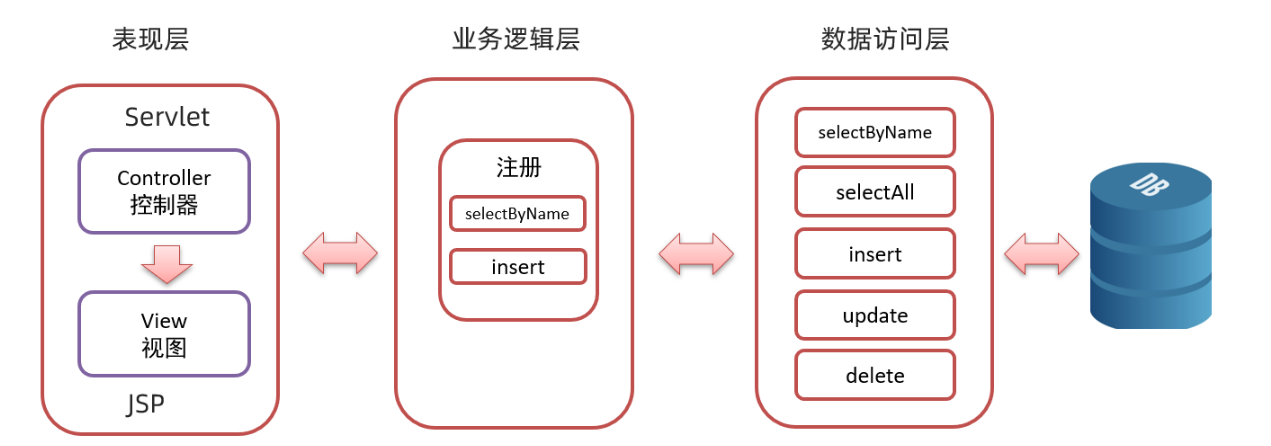 表现层
Servlet
Controller
控制器
View
视图
JSP
业务逻辑层
注册
selectByName
insert
数据访问层
selectByName
selectAll
insert
update
delete
DB